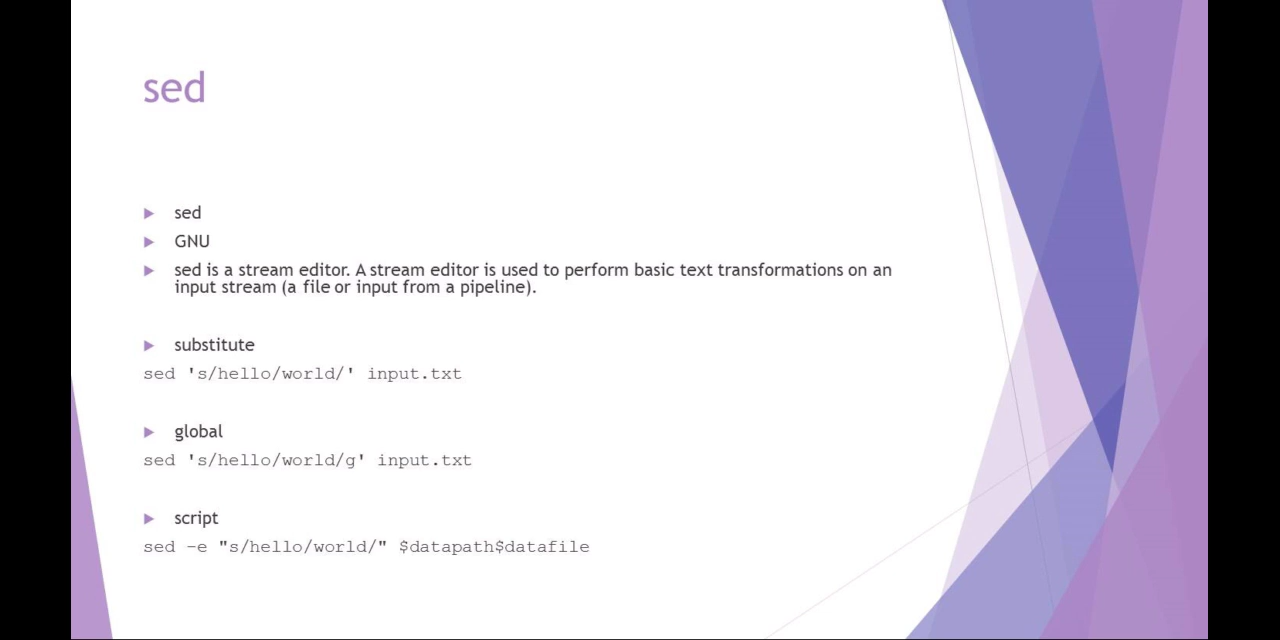 sed
sed
GNU
sed is a stream editor. A stream editor is used to perform basic text transformations on an
input stream (a file or input from a pipeline).
substitute
sed 's/hello/world/' input.txt
global
sed 's/hello/world/g' input.txt
script
sed –e "s/hello/world/" $datapath$datafile